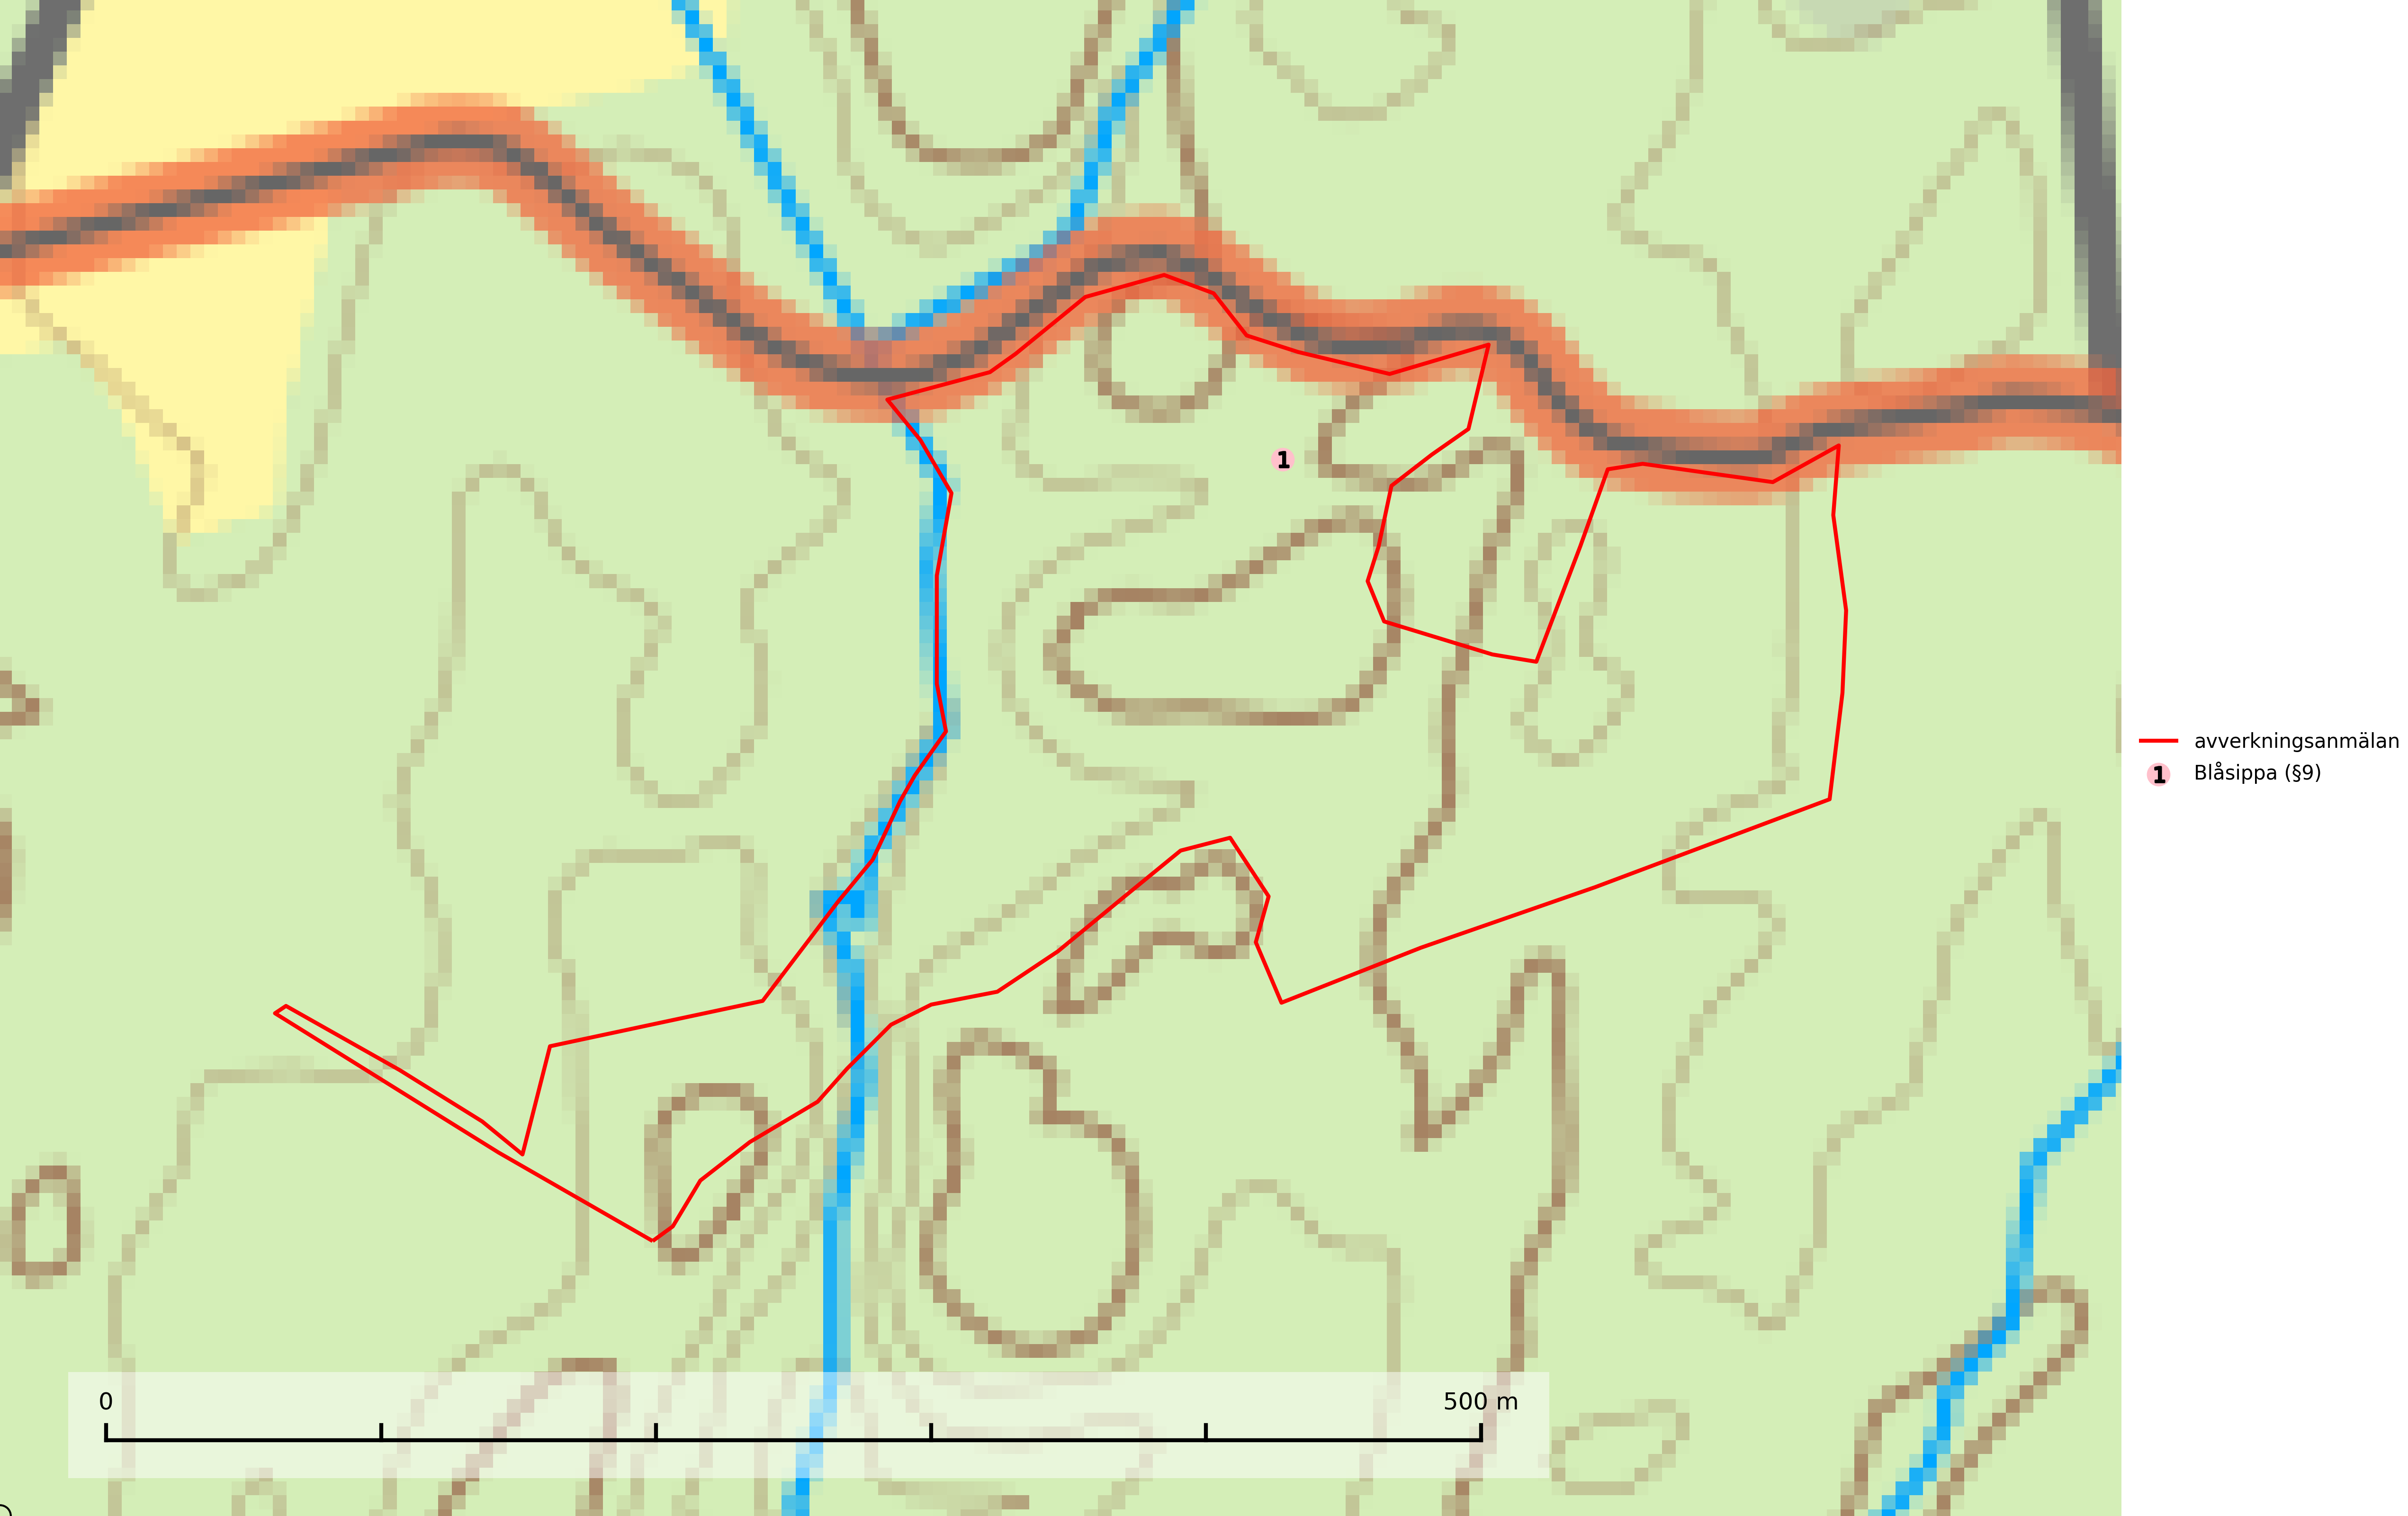 1
avverkningsanmälan
1 Blåsippa (§9)
0 500 m